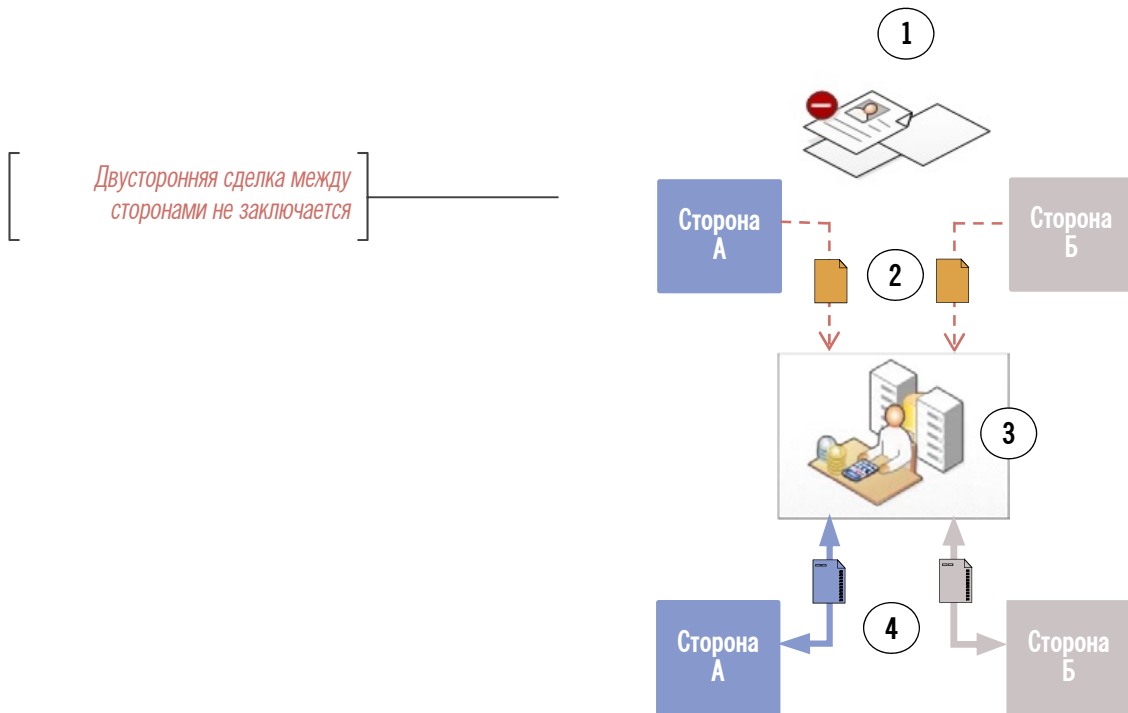 1
Двусторонняя сделка между
сторонами не заключается
Сторона
А
2
Сторона
Б
3
Сторона
А
4
Сторона
Б